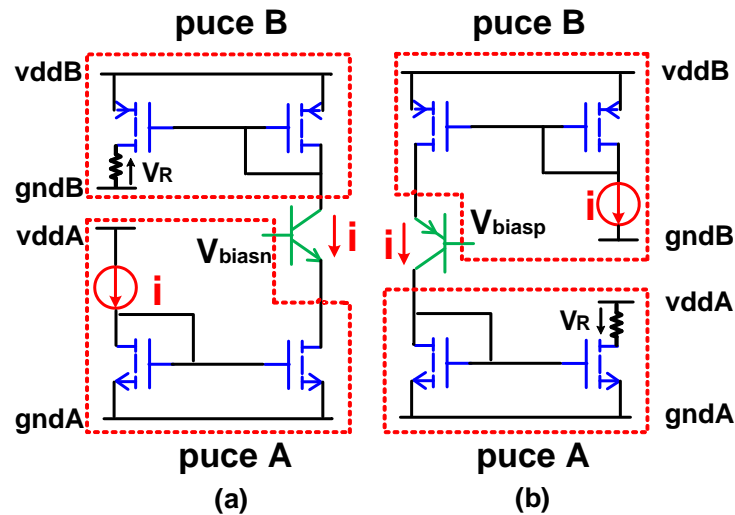 puce B
vddB
VR
gndB
vddA
Vbiasn
i
i
gndA
puce A
(a)
puce B
vddB
Vbiasp
i
i
gndB
vddA
VR
gndA
puce A
(b)